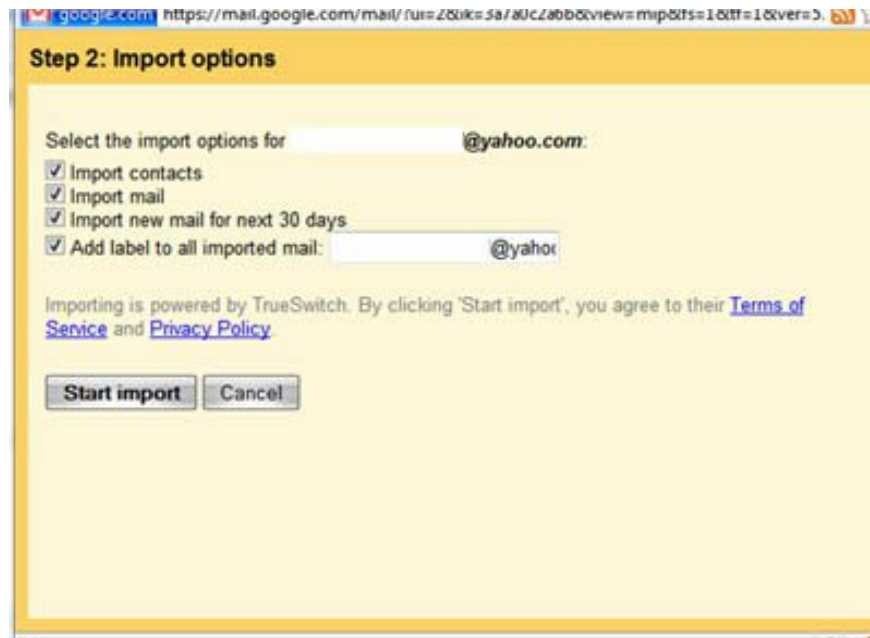 google.com https://mail.google.com/mail/?ui=2&ik=3a7a0c2abb&view=mip&fs=1&tf=1&ver=5.
Step 2: Import options
Select the import options for @yahoo.com:
Import contacts
Import mail
Import new mail for next 30 days
Add label to all imported mail: @yahoo
Importing is powered by TrueSwitch. By clicking 'Start import', you agree to their Terms of
Service and Privacy Policy.
Start import Cancel